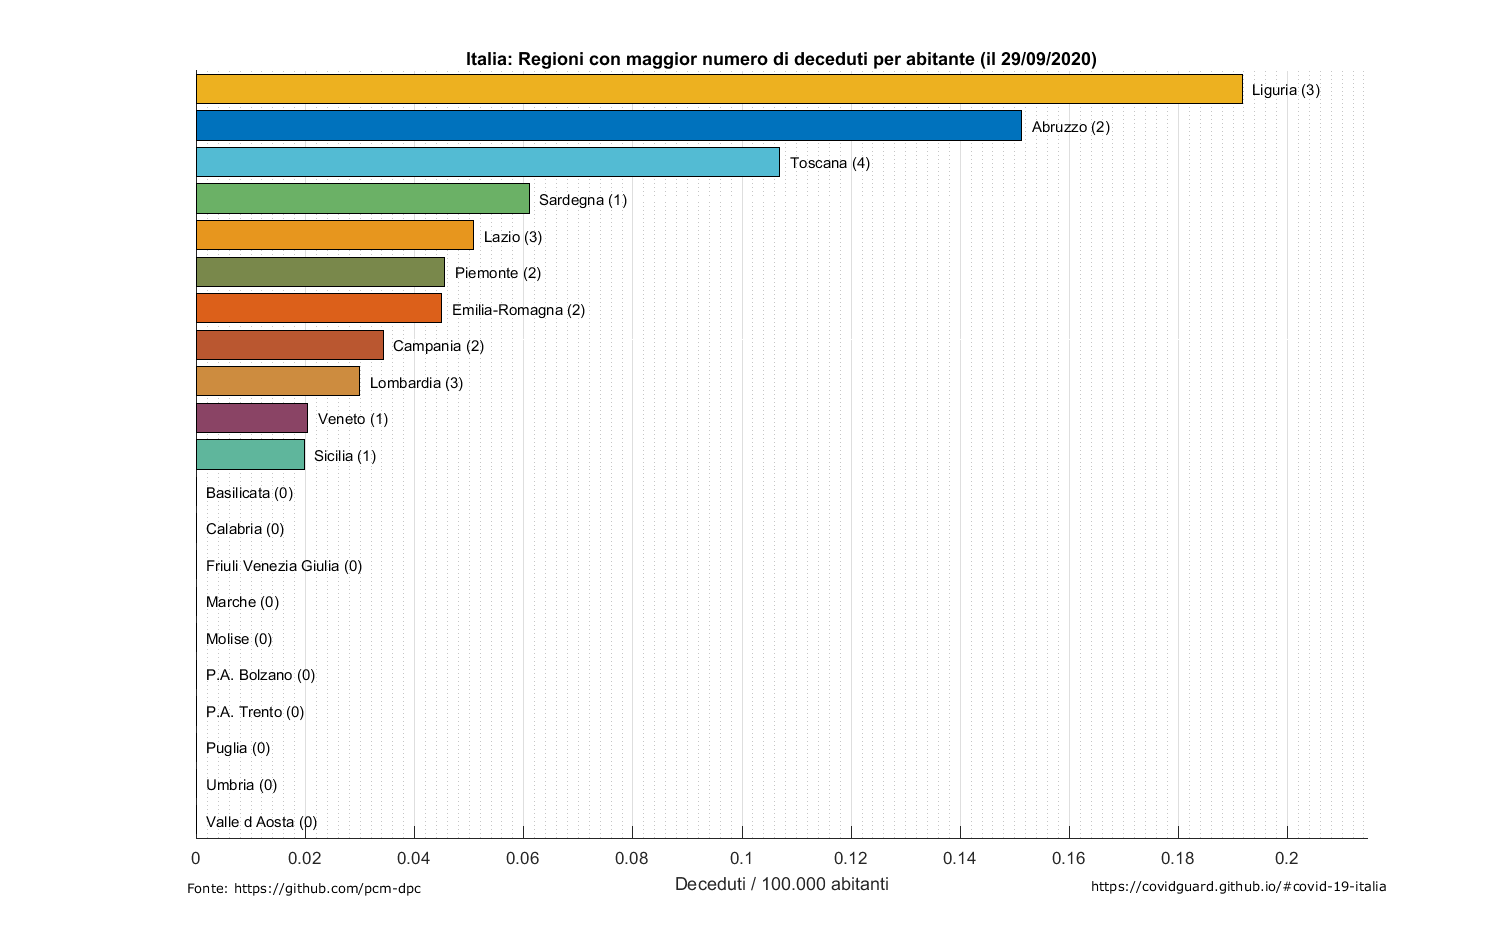 Italia: Regioni con maggior numero di deceduti per abitante (il 29/09/2020)
Liguria (3)
Abruzzo (2)
Toscana (4)
Sardegna (1)
Lazio (3)
Piemonte (2)
Emilia-Romagna (2)
Campania (2)
Lombardia (3)
Veneto (1)
Sicilia (1)
Basilicata (0)
Calabria (0)
Friuli Venezia Giulia (0)
Marche (0)
Molise (0)
P.A. Bolzano (0)
P.A. Trento (0)
Puglia (0)
Umbria (0)
Valle d Aosta (0)
0 0.02 0.04 0.06 0.08 0.1 0.12 0.14 0.16 0.18 0.2
Deceduti / 100.000 abitanti
Fonte: https://github.com/pcm-dpc
https://covidguard.github.io/#covid-19-italia